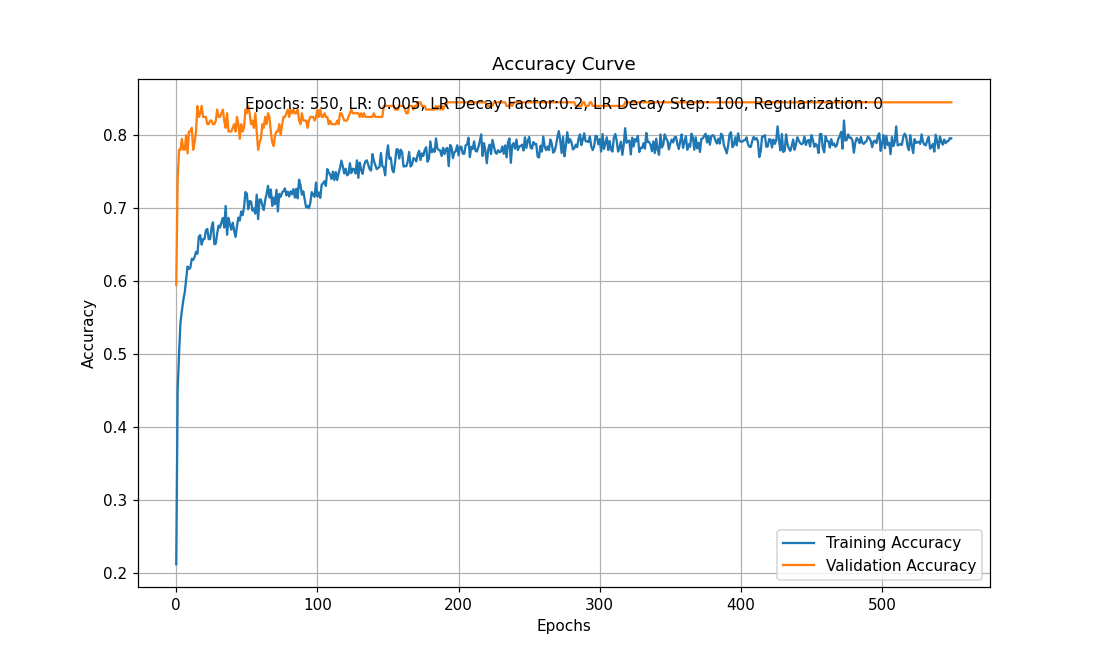 Accuracy Curve
Epochs: 550, LR: 0.005, LR Decay Factor:0.2, LR Decay Step: 100, Regularization: 0
0.8
0.7
0.6
0.5
0.4
0.3
0.2
Accuracy
Training Accuracy
Validation Accuracy
0 100 200 300 400 500
Epochs